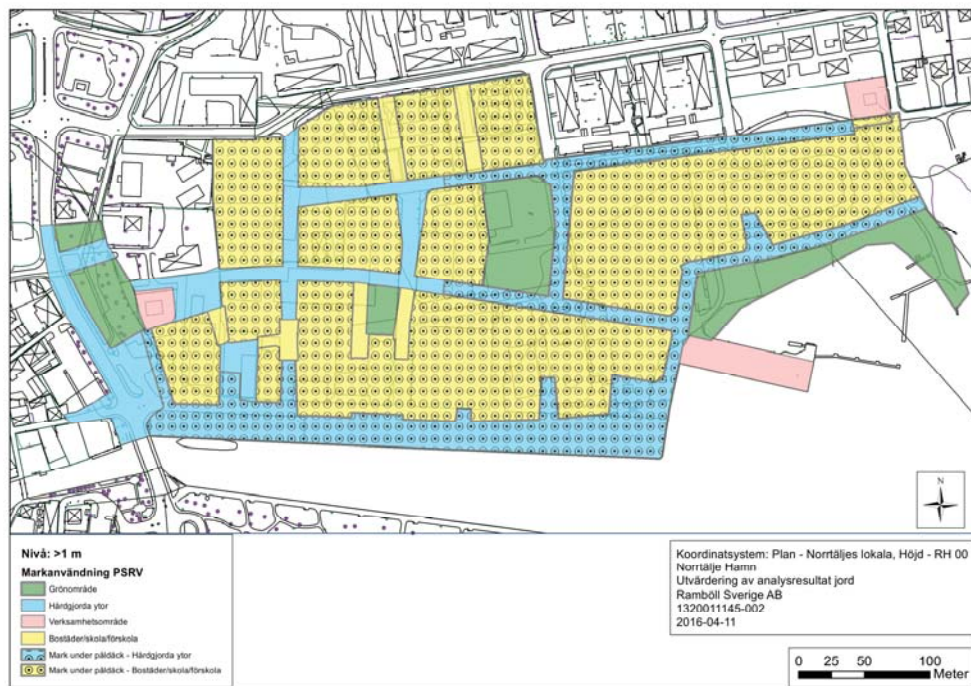 N
Nivå: >1 m
Markanvändning PSRV
Grönområde
Hårdgjorda ytor
Verksamhetsområde
Bostäder/skola/förskola
Mark under påldäck - Hårdgjorda ytor
Mark under påldäck - Bostäder/skola/förskola
Koordinatsystem: Plan - Norrtäljes lokala, Höjd - RH 00
Norrtälje Hamn
Utvärdering av analysresultat jord
Ramböll Sverige AB
1320011145-002
2016-04-11
0 25 50 100
Meter